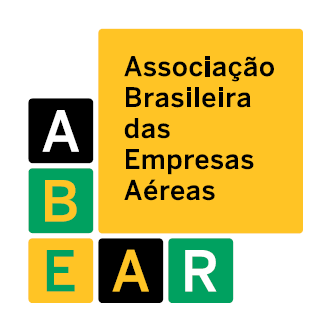 Associação
Brasileira
das
Empresas
Aéreas
A
B
E A R